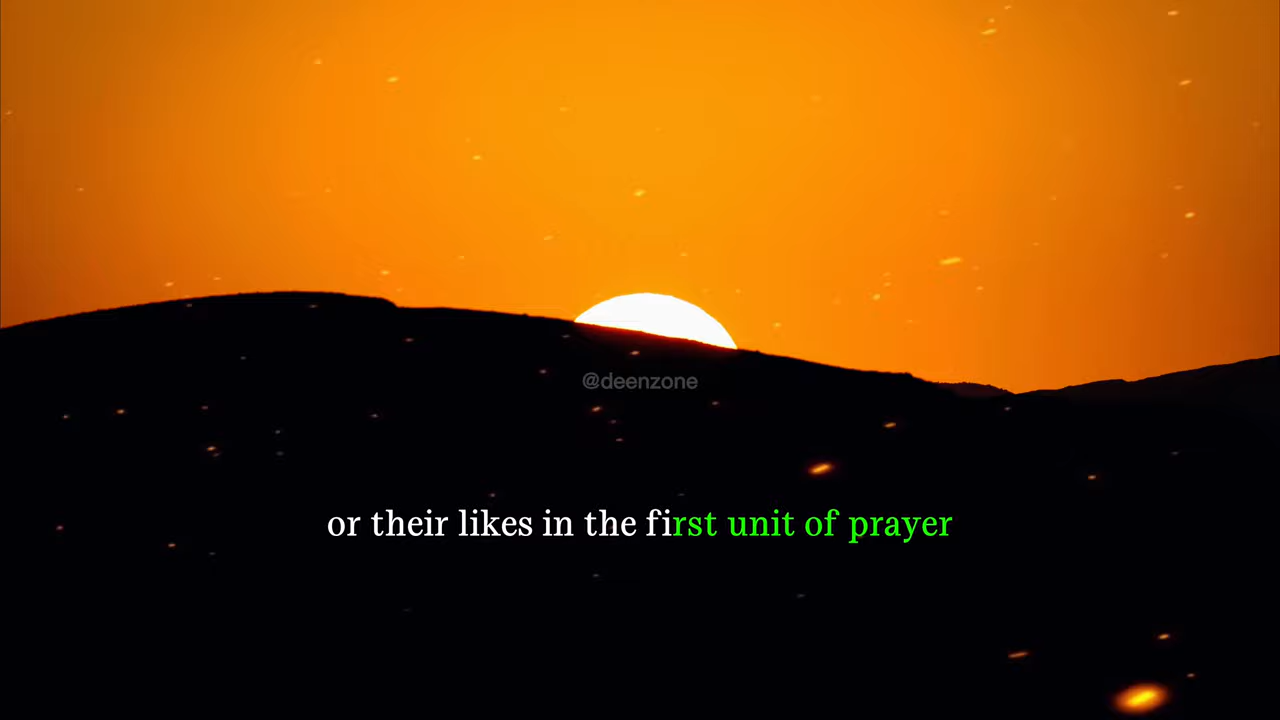 @deenzone
or their likes in the first unit of prayer